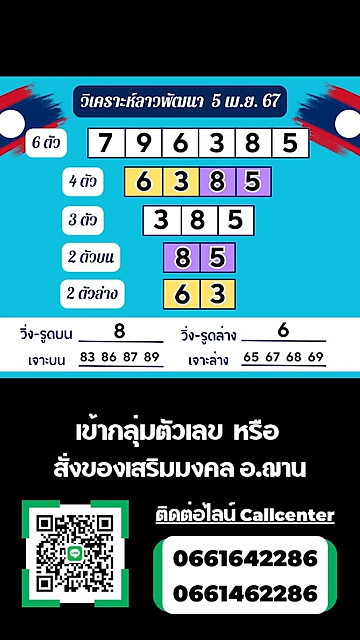 วิเคราะห์ลาวพัฒนา 5 เม.ย. 67
6 ตัว 7 9 6 3 8 5
4 ตัว 6 3 8 5
3 ตัว 3 8 5
2 ตัวบน 8 5
2 ตัวล่าง 6 3
วิ่ง-รูดบน 8 วิ่ง-รูดล่าง 6
เจาะบน 83 86 87 89 เจาะล่าง 65 67 68 69
เข้ากลุ่มตัวเลข หรือ
สั่งของเสริมมงคล อ.ฌาน
ติดต่อไลน์ Callcenter
0661642286
0661462286